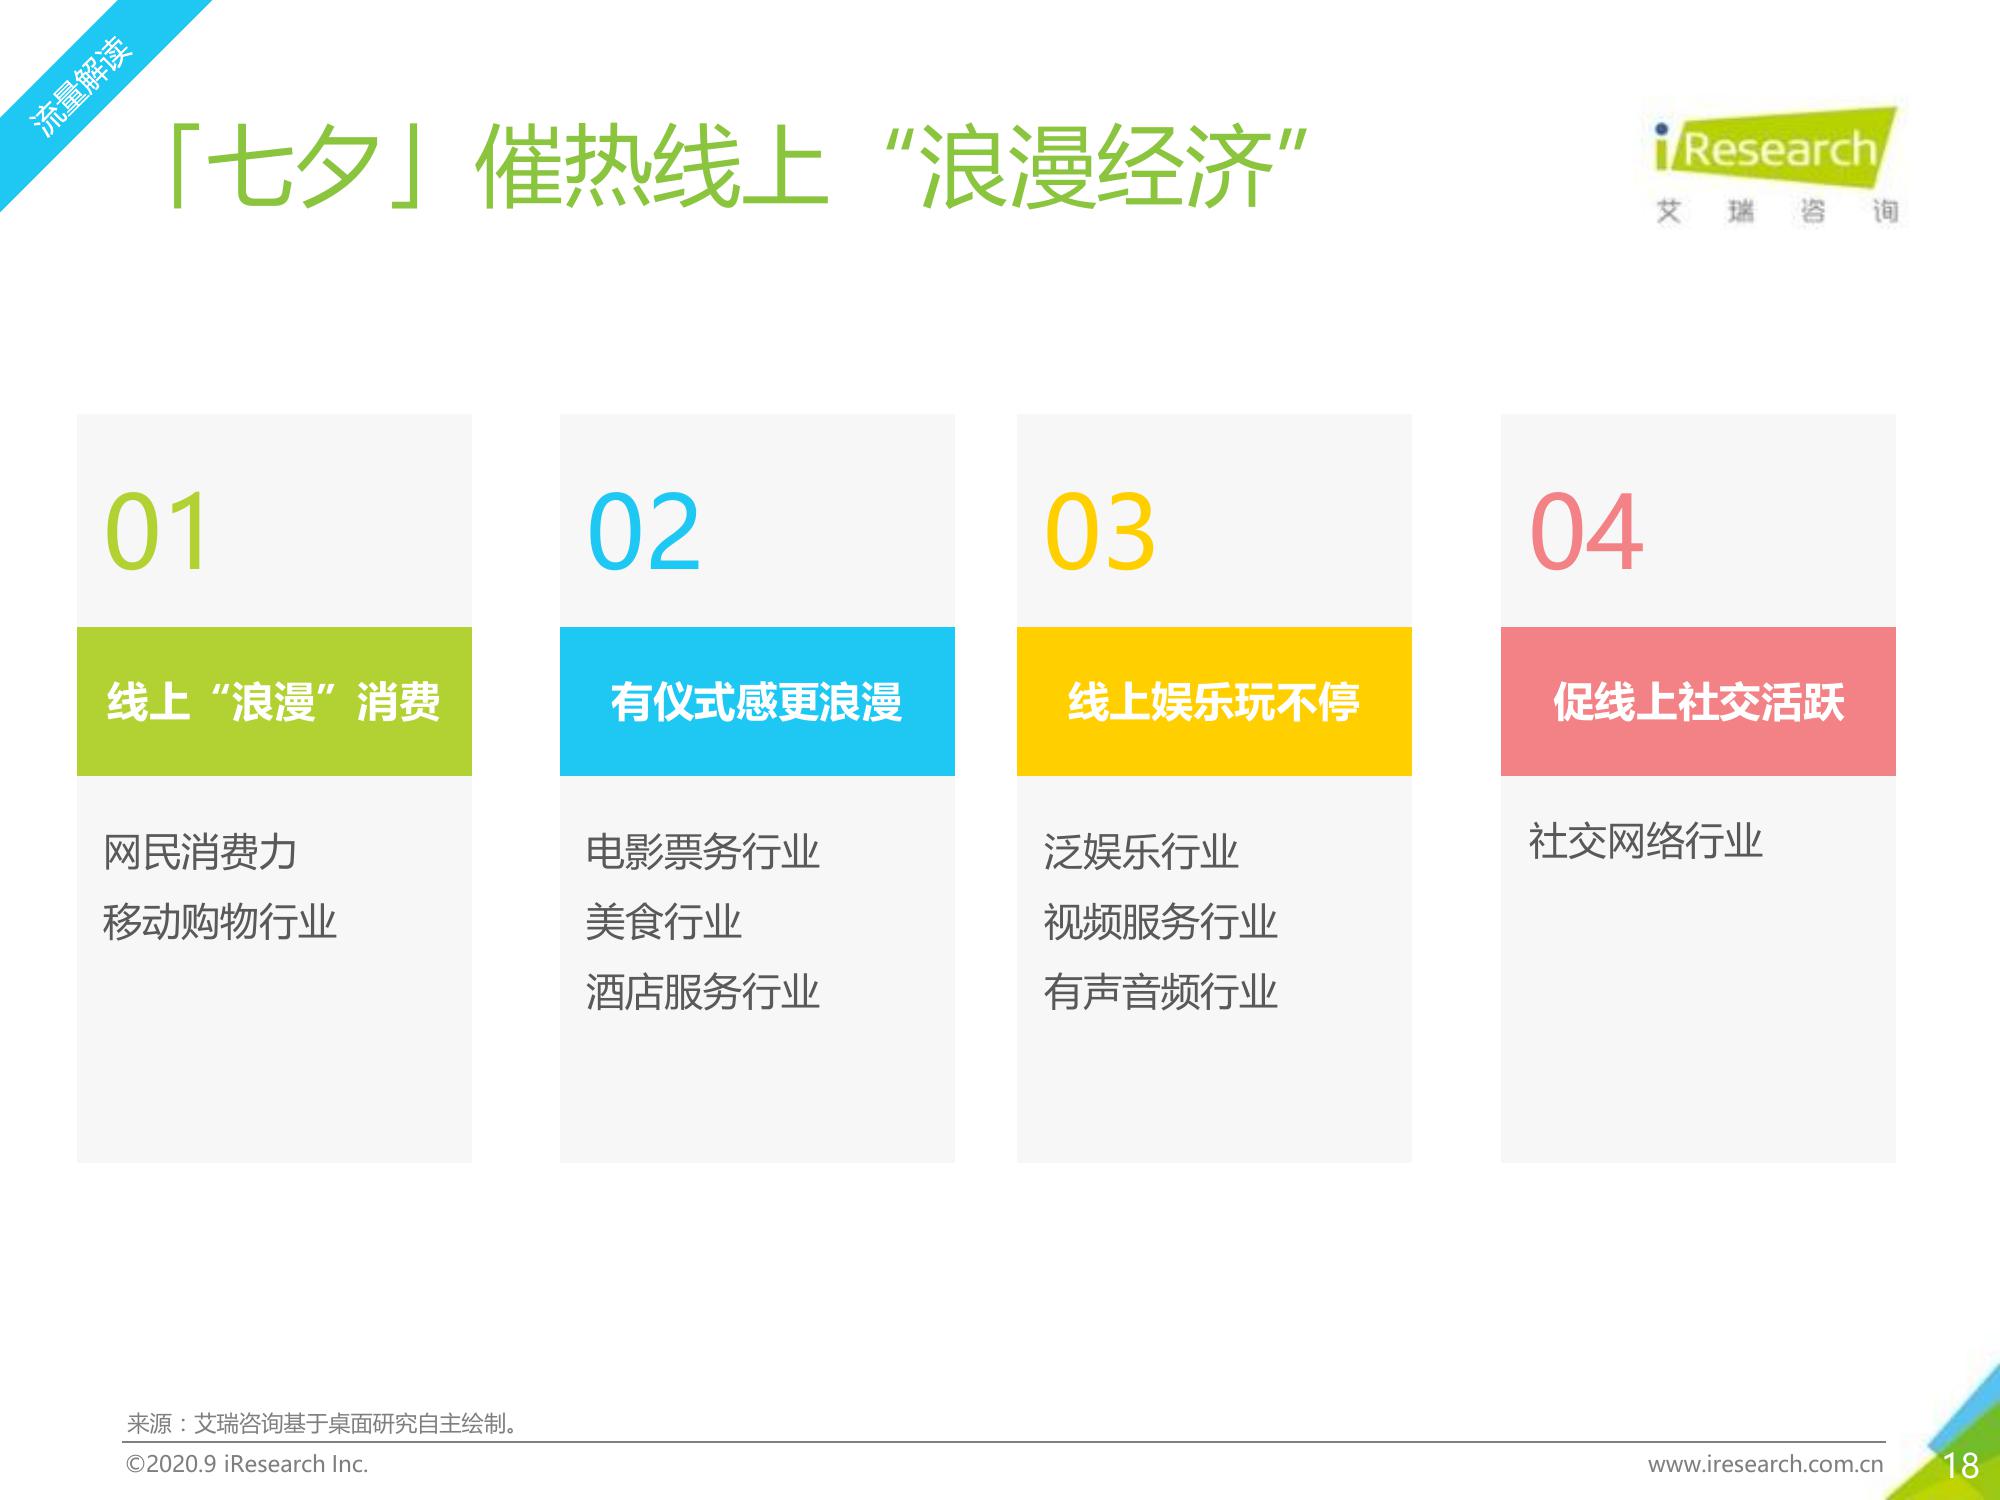 流量解读
「七夕」催热线上“浪漫经济”
iResearch
艾瑞咨询
01
线上“浪漫”消费
网民消费力
移动购物行业
02
有仪式感更浪漫
电影票务行业
美食行业
酒店服务行业
03
线上娱乐玩不停
泛娱乐行业
视频服务行业
有声音频行业
04
促线上社交活跃
社交网络行业
来源：艾瑞咨询基于桌面研究自主绘制。
©2020.9 iResearch Inc.
www.iresearch.com.cn
18